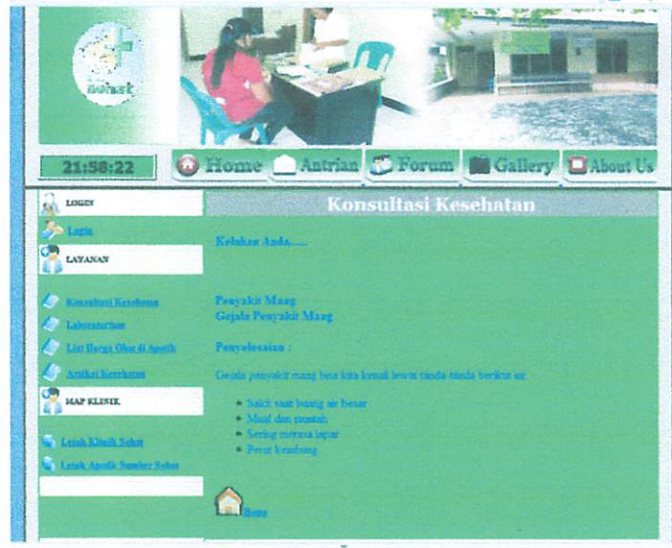 21:58:22
Home Antrian Forum Gallery About Us
LOGIN
Login
LAYANAN
Konsultasi Kesehatan
Laboratorium
List Harga Obat di Apotik
Artikel Kesehatan
MAP KLINIK
Letak Klinik Sehat
Letak Apotik Sumber Sehat
Konsultasi Kesehatan
Keluhan Anda.....
Penyakit Maag
Gejala Penyakit Maag
Penyelesaian :
Gejala penyakit maag bisa kita kenali lewat tanda-tanda berikut ini
Sakit saat buang air besar
Mual dan muntah
Sering merasa lapar
Perut kembung
Home